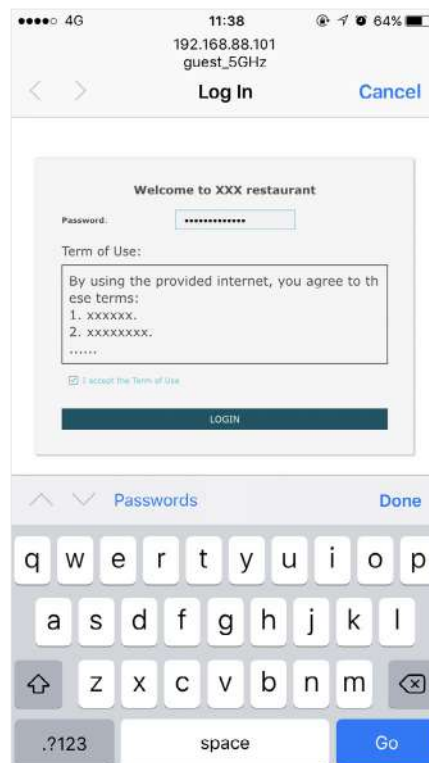 4G 11:38 64%
192.168.88.101
guest_5GHz
Log In Cancel
Welcome to XXX restaurant
Password: •••••••••••••
Term of Use:
By using the provided internet, you agree to th
ese terms:
1. xxxxxx.
2. xxxxxxxx.
......
I accept the Term of Use
LOGIN
Passwords Done
q w e r t y u i o p
a s d f g h j k l
z x c v b n m
.?123 space Go